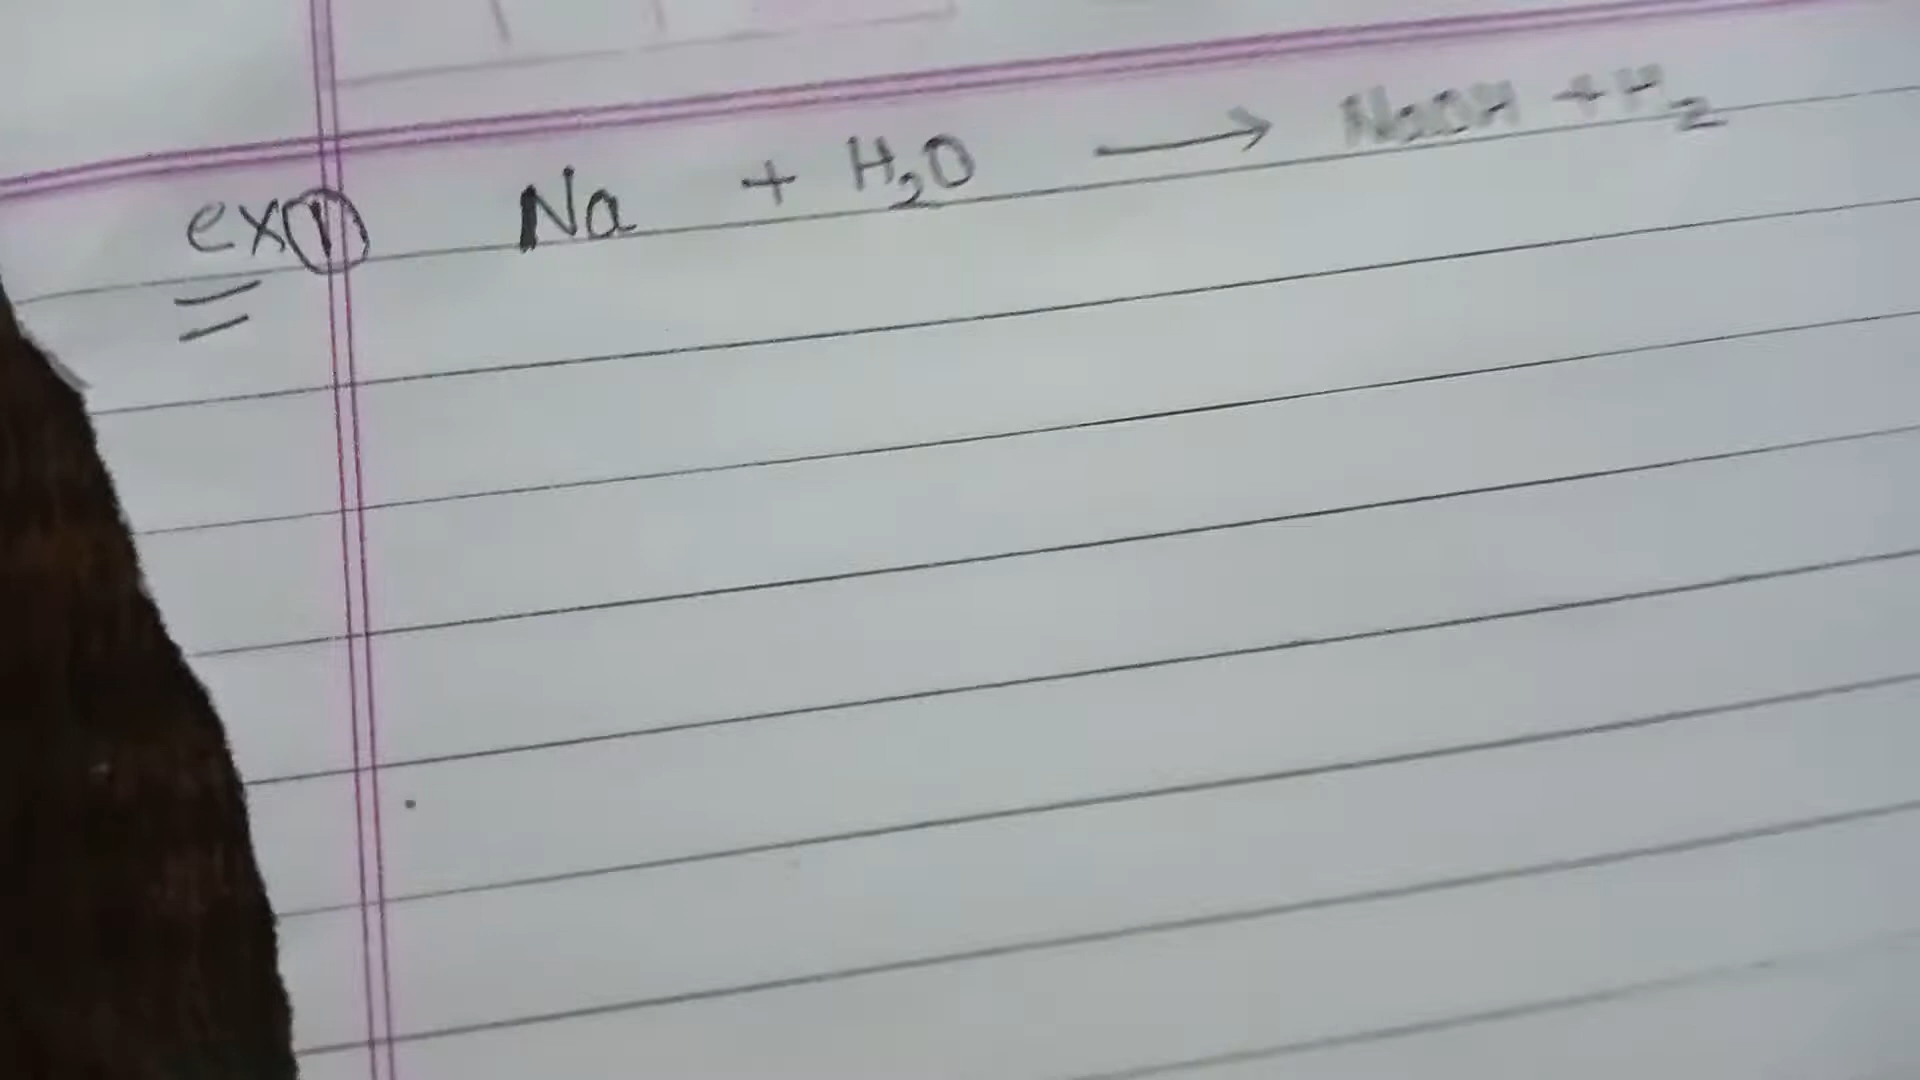 ex① Na + H₂O → NaOH + H₂